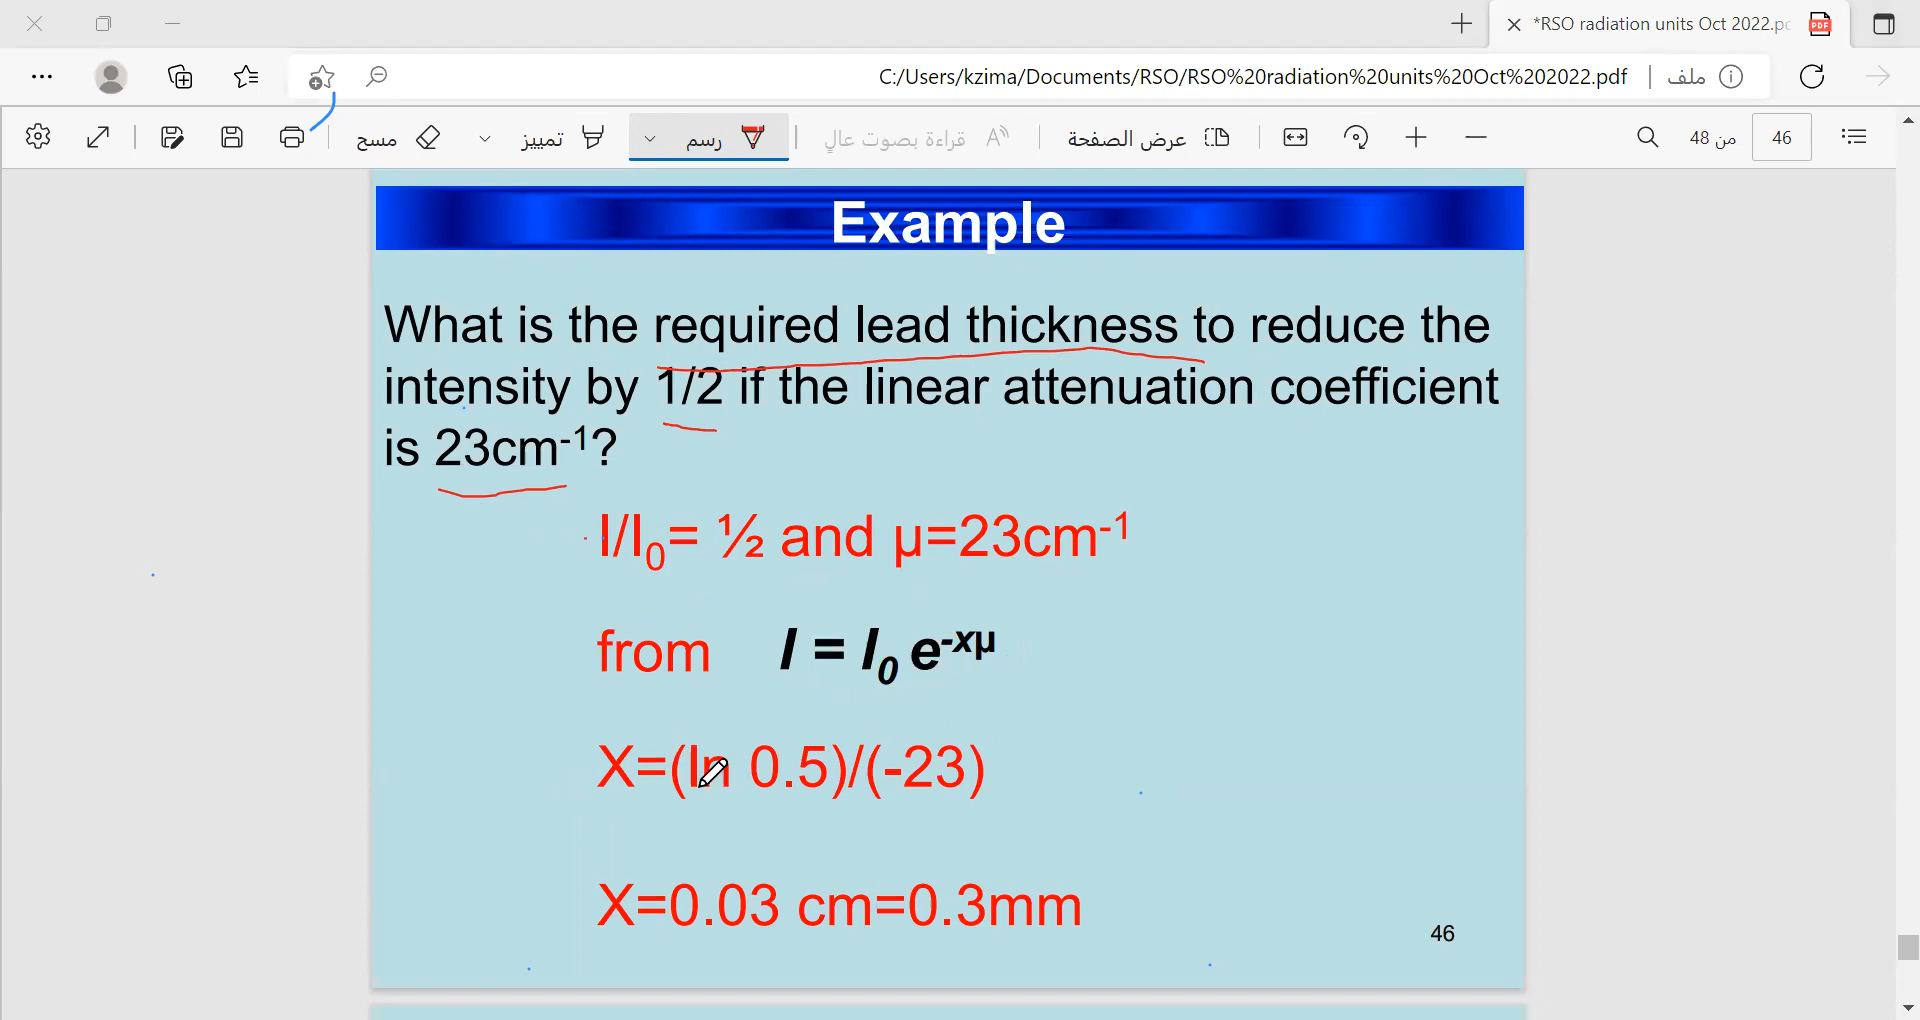 *RSO radiation units Oct 2022.pc
PDF
C:/Users/kzima/Documents/RSO/RSO%20radiation%20units%20Oct%202022.pdf
ملف
46
من 48
عرض الصفحة
قراءة بصوت عالٍ
رسم
تمييز
مسح
Example
What is the required lead thickness to reduce the
intensity by 1/2 if the linear attenuation coefficient
is 23cm⁻¹?
I/I₀= ½ and µ=23cm⁻¹
from I = I₀ e⁻ˣᵘ
X=(ln 0.5)/(-23)
X=0.03 cm=0.3mm
46